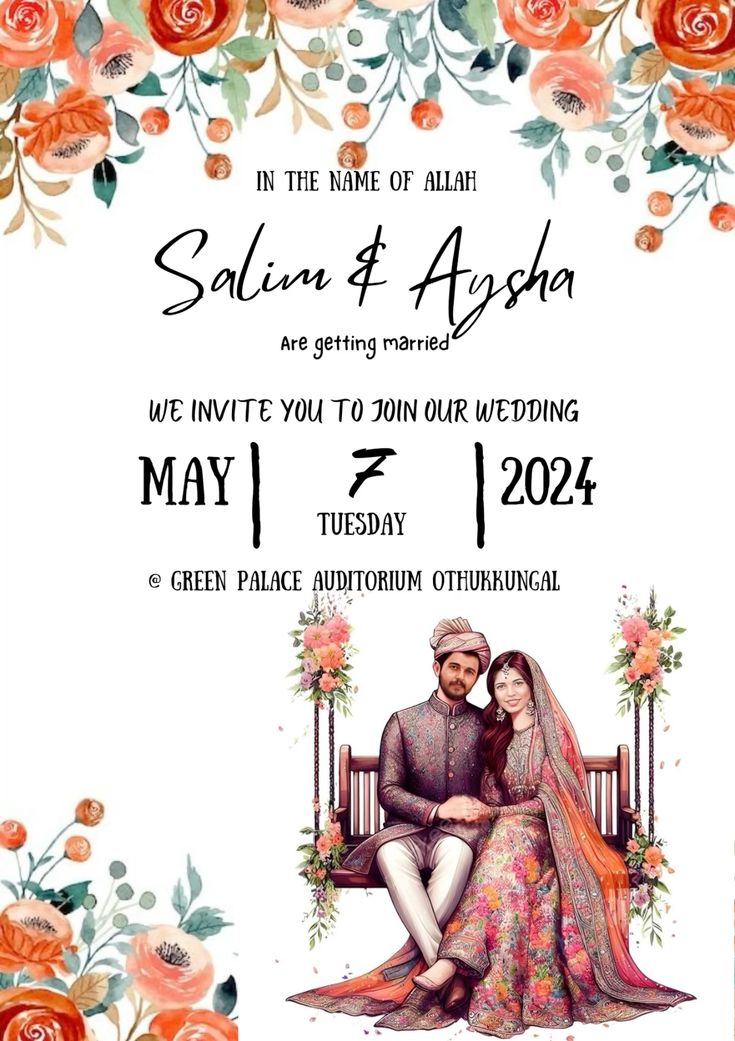 IN THE NAME OF ALLAH
Salim & Aysha
Are getting married
WE INVITE YOU TO JOIN OUR WEDDING
MAY | 7 | 2024
TUESDAY
@ GREEN PALACE AUDITORIUM OTHUKKUNGAL